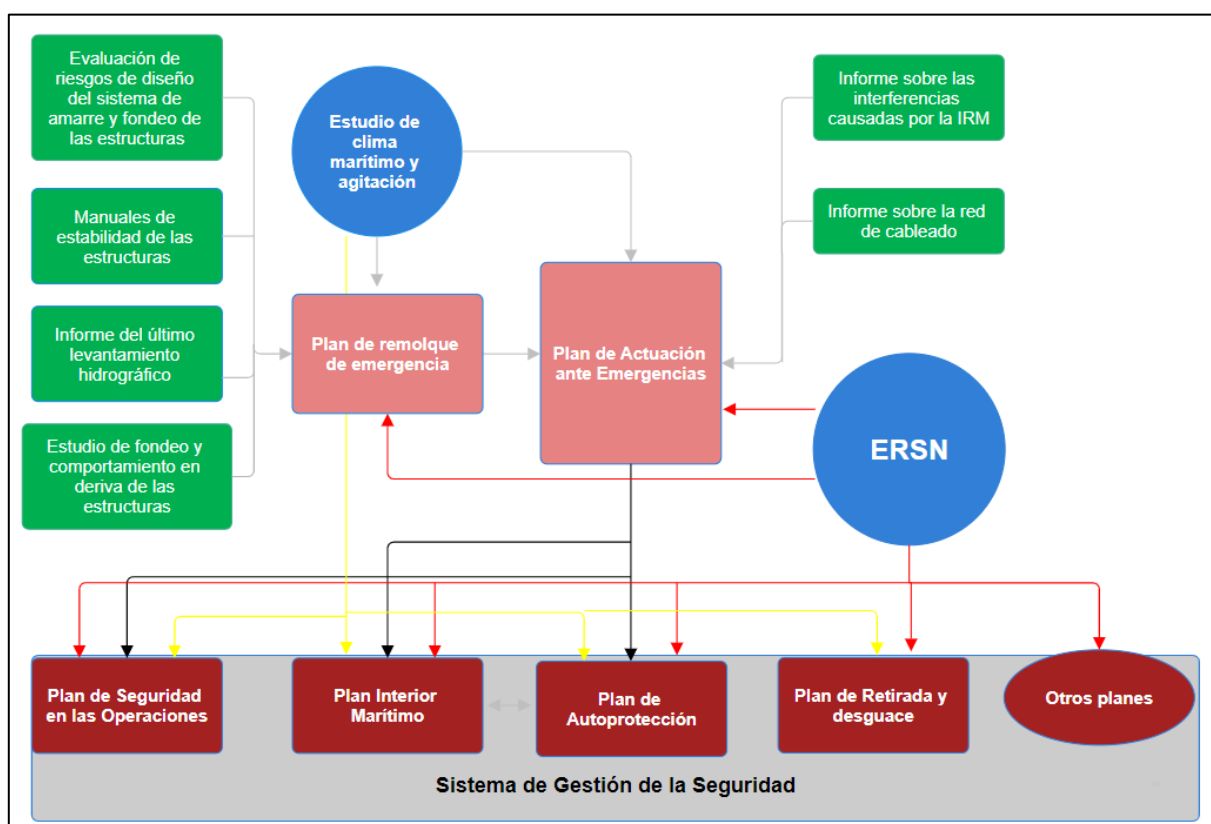 Evaluación de
riesgos de diseño
del sistema de
amarre y fondeo de
las estructuras
Estudio de
clima
marítimo y
agitación
Informe sobre las
interferencias
causadas por la IRM
Manuales de
estabilidad de las
estructuras
Informe sobre la red
de cableado
Informe del último
levantamiento
hidrográfico
Plan de remolque
de emergencia
Plan de Actuación
ante Emergencias
Estudio de fondeo y
comportamiento en
deriva de las
estructuras
ERSN
Plan de Seguridad
en las Operaciones
Plan Interior
Marítimo
Plan de
Autoprotección
Plan de Retirada y
desguace
Otros planes
Sistema de Gestión de la Seguridad